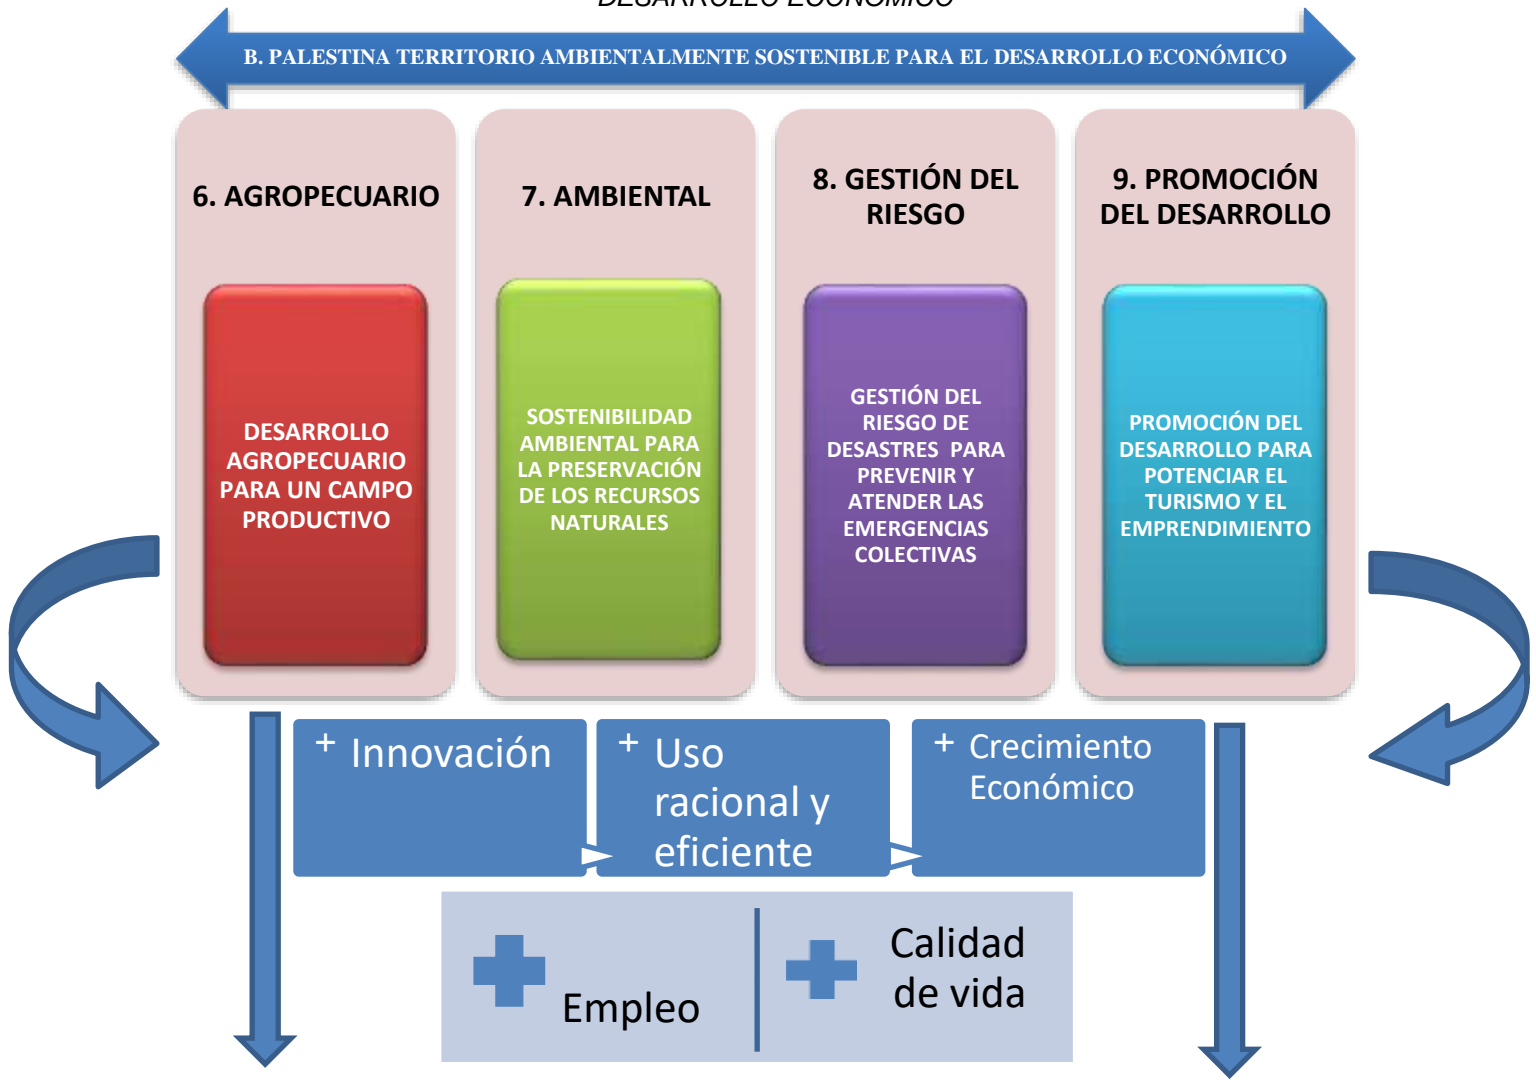 DESARROLLO ECONÓMICO
B. PALESTINA TERRITORIO AMBIENTALMENTE SOSTENIBLE PARA EL DESARROLLO ECONÓMICO
6. AGROPECUARIO
DESARROLLO
AGROPECUARIO
PARA UN CAMPO
PRODUCTIVO
7. AMBIENTAL
SOSTENIBILIDAD
AMBIENTAL PARA
LA PRESERVACIÓN
DE LOS RECURSOS
NATURALES
8. GESTIÓN DEL
RIESGO
GESTIÓN DEL
RIESGO DE
DESASTRES PARA
PREVENIR Y
ATENDER LAS
EMERGENCIAS
COLECTIVAS
9. PROMOCIÓN
DEL DESARROLLO
PROMOCIÓN DEL
DESARROLLO PARA
POTENCIAR EL
TURISMO Y EL
EMPRENDIMIENTO
+ Innovación
+ Uso
racional y
eficiente
+ Crecimiento
Económico
Empleo
Calidad
de vida